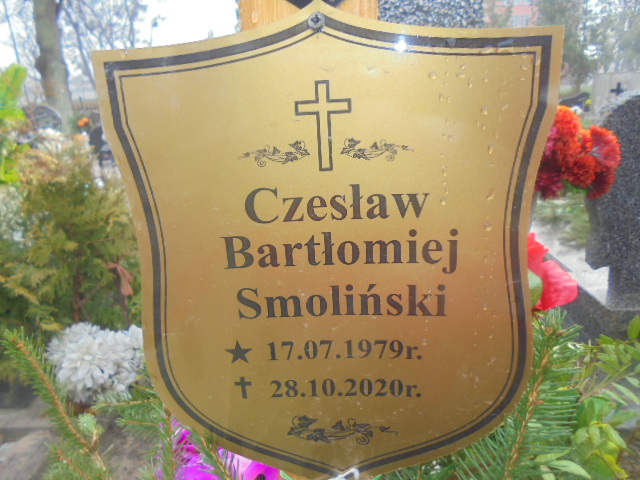 Czesław
Bartłomiej
Smoliński
★ 17.07.1979r.
✝ 28.10.2020r.